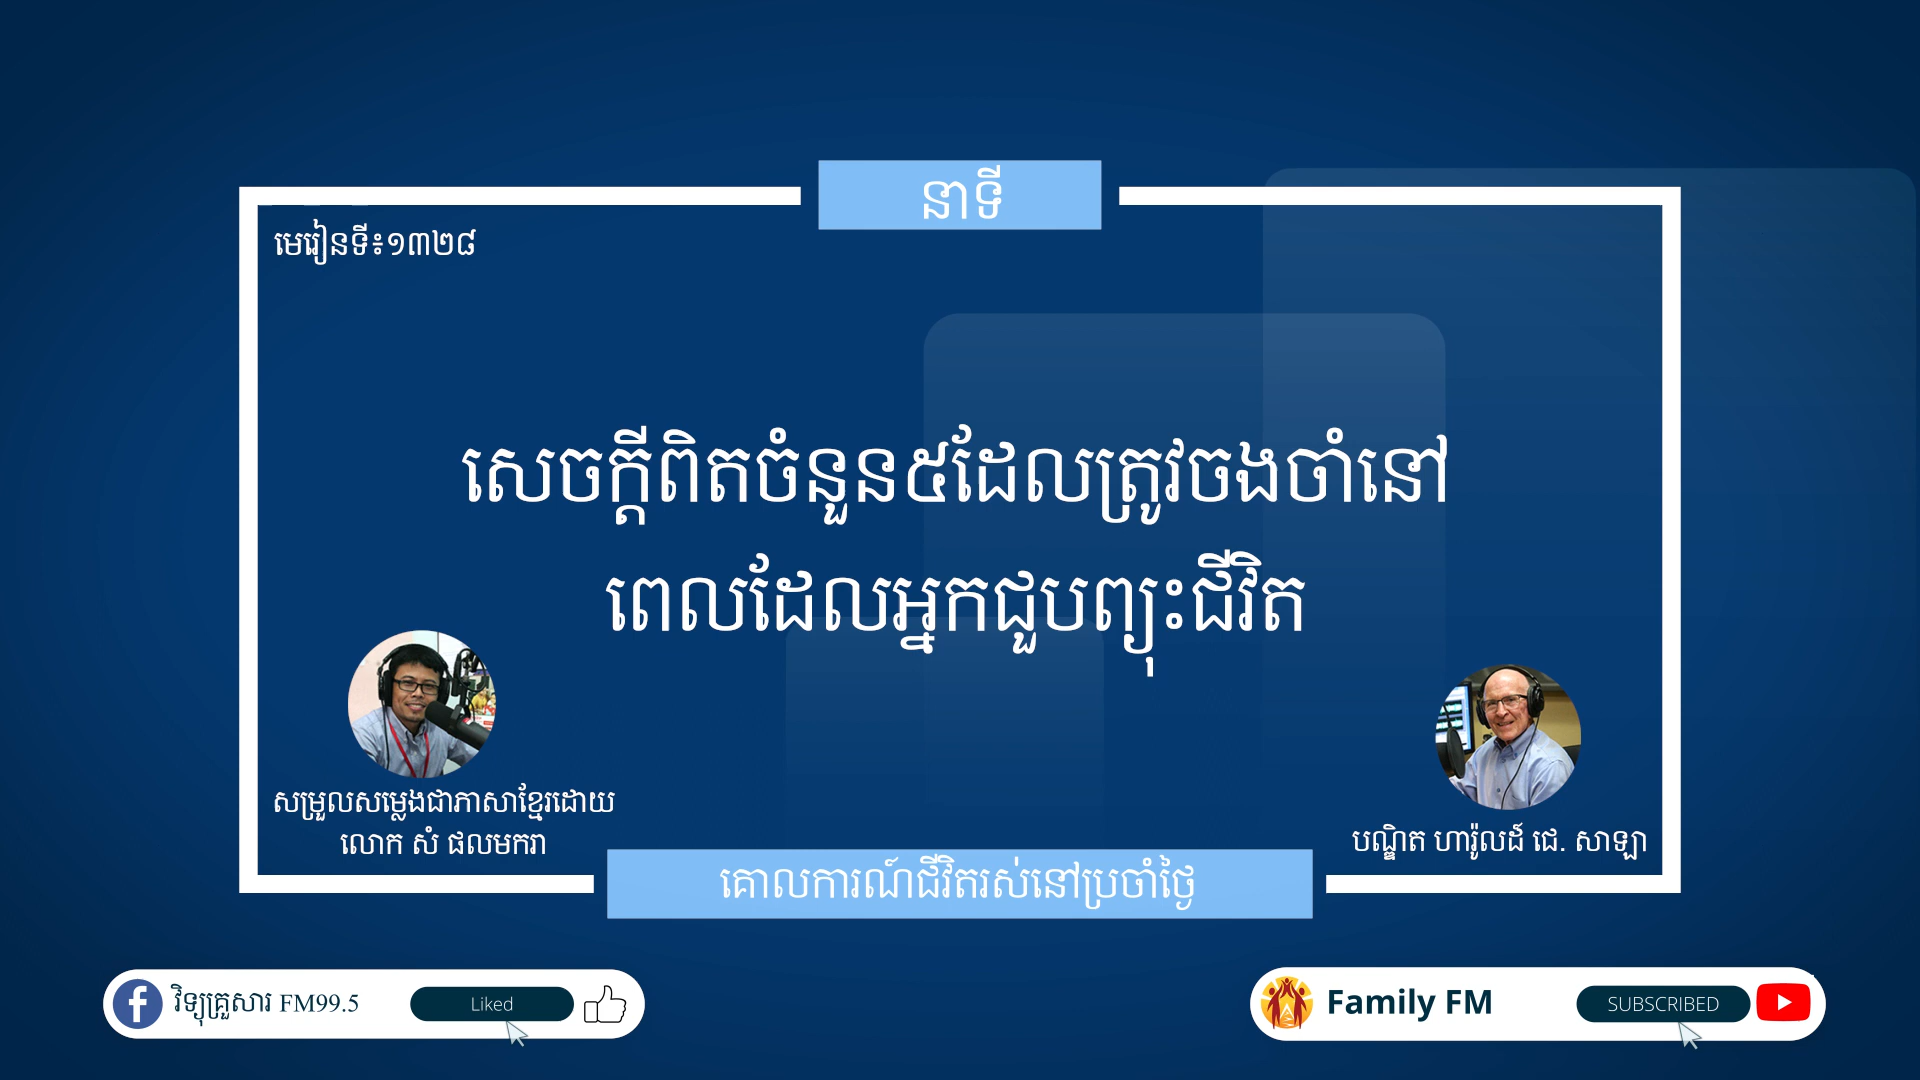 នាទី
មេរៀនទី៖១៣២៨
សេចក្ដីពិតចំនួន៥ដែលត្រូវចងចាំនៅ
ពេលដែលអ្នកជួបព្យុះជីវិត
សម្រួលសម្លេងជាភាសាខ្មែរដោយ
លោក សំ ផលមករា
បណ្ឌិត ហារ៉ូលដ៍ ជេ. សាឡា
គោលការណ៍ជីវិតរស់នៅប្រចាំថ្ងៃ
វិទ្យុគ្រួសារ FM99.5
Liked
Family FM
SUBSCRIBED